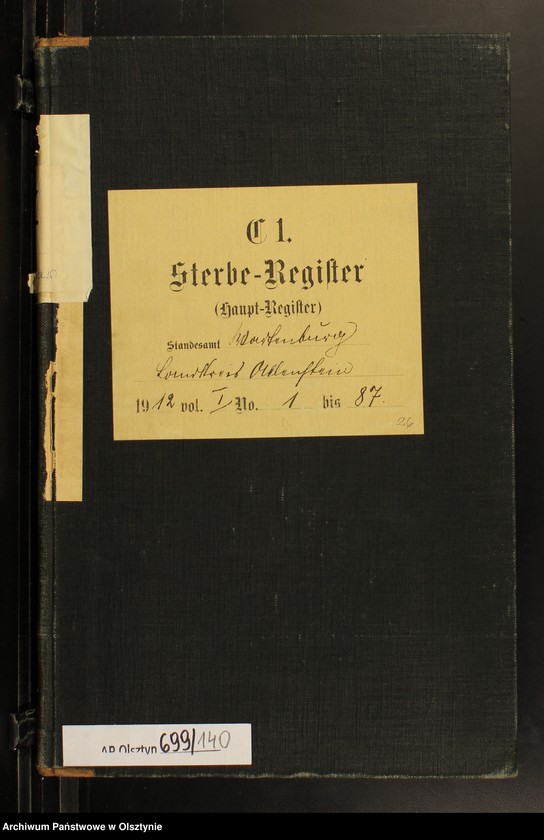 C 1.
Sterbe-Register
(Haupt-Register)
Standesamt Wartenburg
Landkreis Allenstein
1912 vol. I No. 1 bis 87.
26
AP Olsztyn 699/140
Archiwum Państwowe w Olsztynie